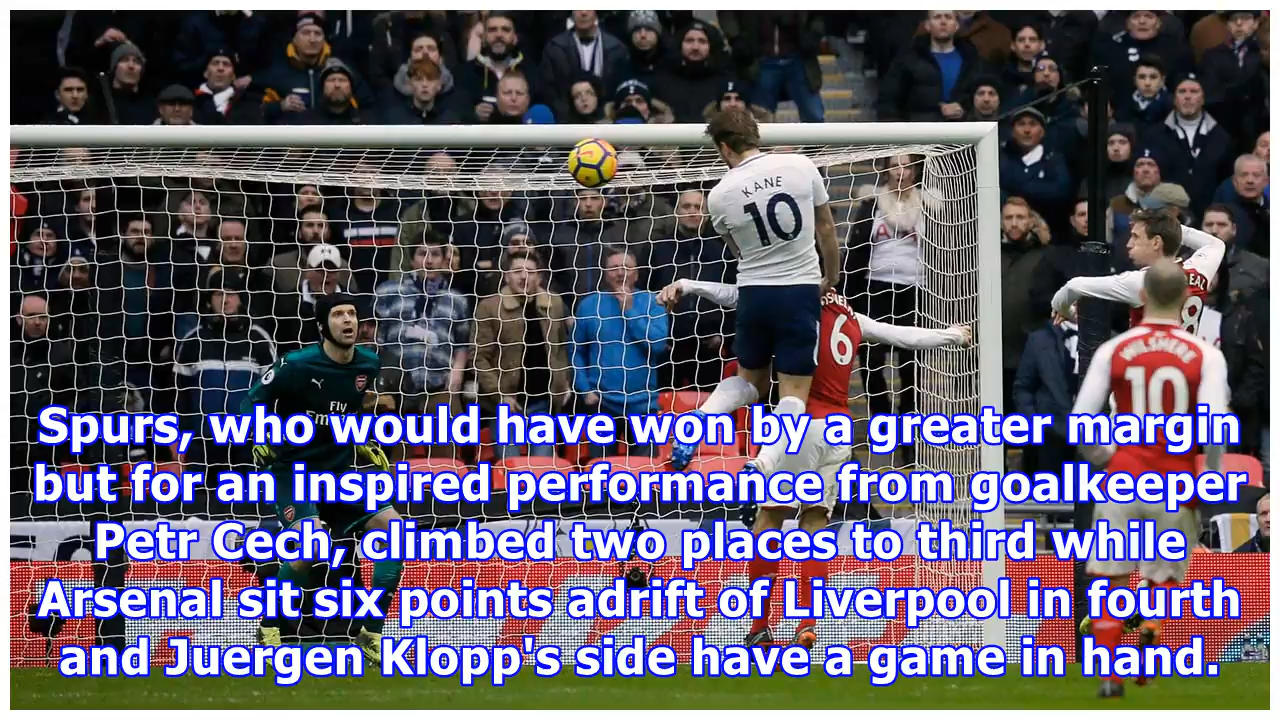 KANE
10
6
8
WILSHERE
10
Fly
Spurs, who would have won by a greater margin
but for an inspired performance from goalkeeper
Petr Cech, climbed two places to third while
Arsenal sit six points adrift of Liverpool in fourth
and Juergen Klopp's side have a game in hand.